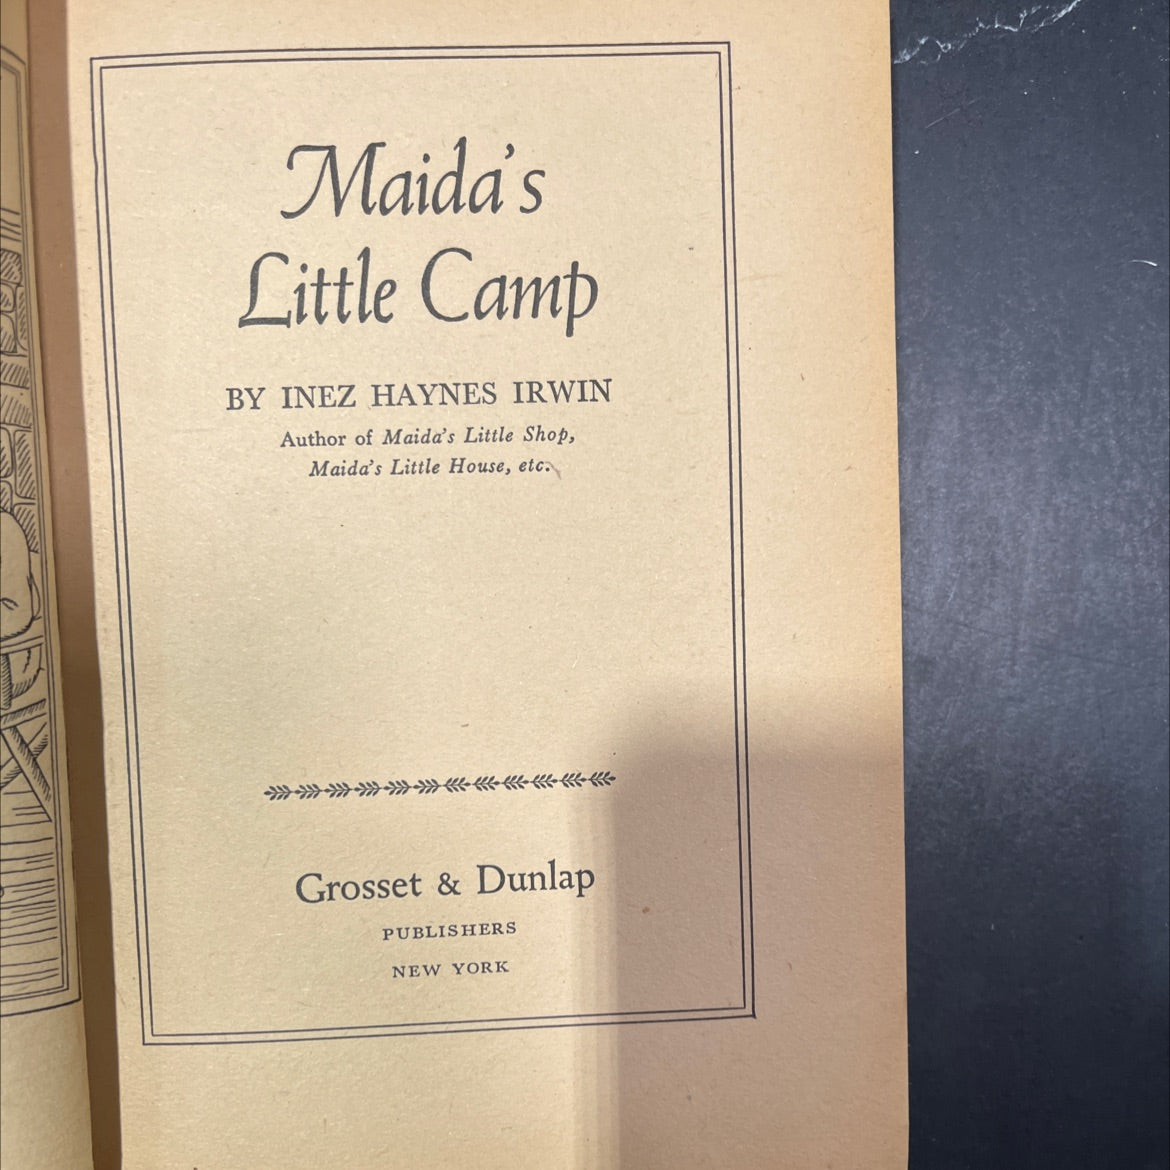 Maida's
Little Camp
BY INEZ HAYNES IRWIN
Author of Maida's Little Shop,
Maida's Little House, etc.
Grosset & Dunlap
PUBLISHERS
NEW YORK